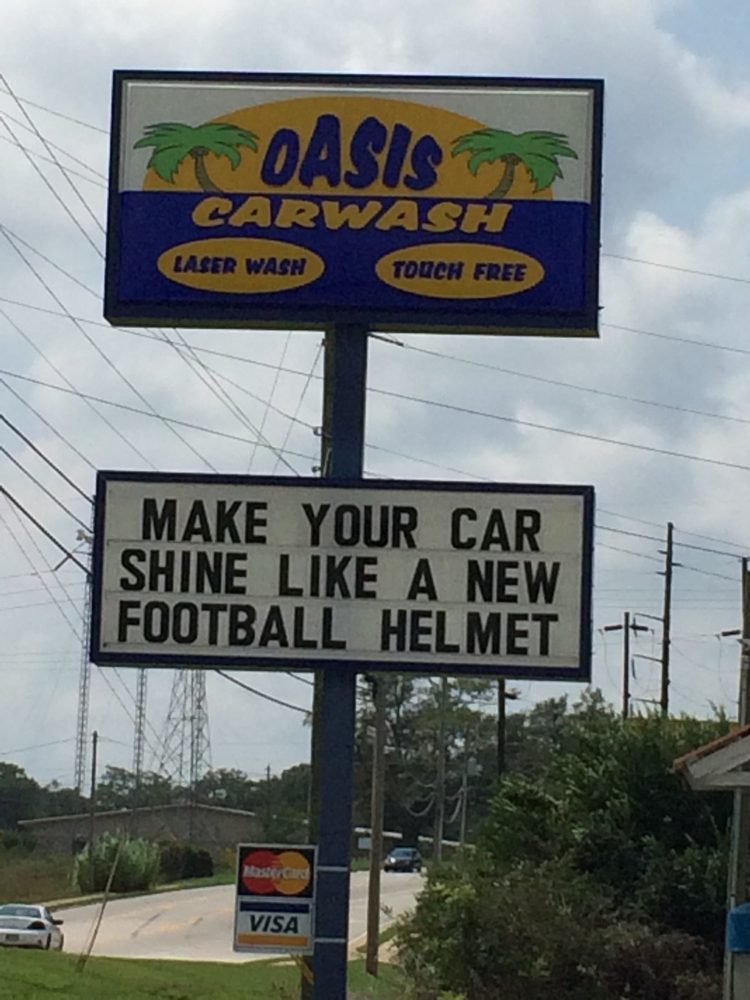 OASIS
CARWASH
LASER WASH TOUCH FREE
MAKE YOUR CAR
SHINE LIKE A NEW
FOOTBALL HELMET
MasterCard
VISA